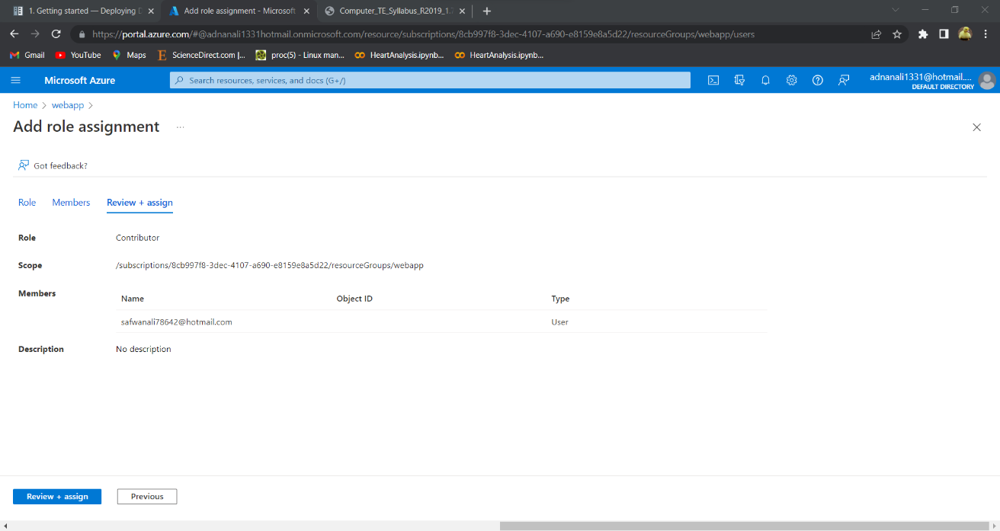 1. Getting started — Deploying D
Add role assignment - Microsoft
Computer_TE_Syllabus_R2019_1.7
https://portal.azure.com/#@adnanali1331hotmail.onmicrosoft.com/resource/subscriptions/8cb997f8-3dec-4107-a690-e8159e8a5d22/resourceGroups/webapp/users
Gmail YouTube Maps ScienceDirect.com |... proc(5) - Linux man... HeartAnalysis.ipynb... HeartAnalysis.ipynb...
Microsoft Azure
Search resources, services, and docs (G+/)
adnanali1331@hotmail....
DEFAULT DIRECTORY
Home > webapp >
Add role assignment ...
Got feedback?
Role Members Review + assign
Role Contributor
Scope /subscriptions/8cb997f8-3dec-4107-a690-e8159e8a5d22/resourceGroups/webapp
Members
Name Object ID Type
safwanali78642@hotmail.com User
Description No description
Review + assign Previous